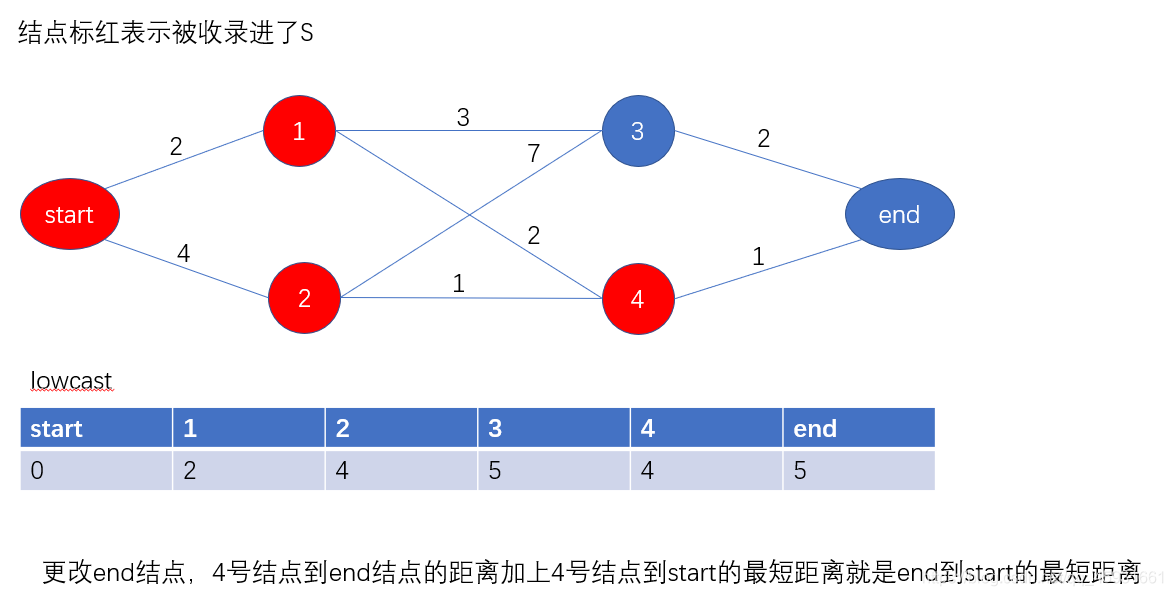 结点标红表示被收录进了S
1
3
3
2
7
2
start
end
4
2
1
2
1
4
lowcast
start 1 2 3 4 end
0 2 4 5 4 5
更改end结点，4号结点到end结点的距离加上4号结点到start的最短距离就是end到start的最短距离